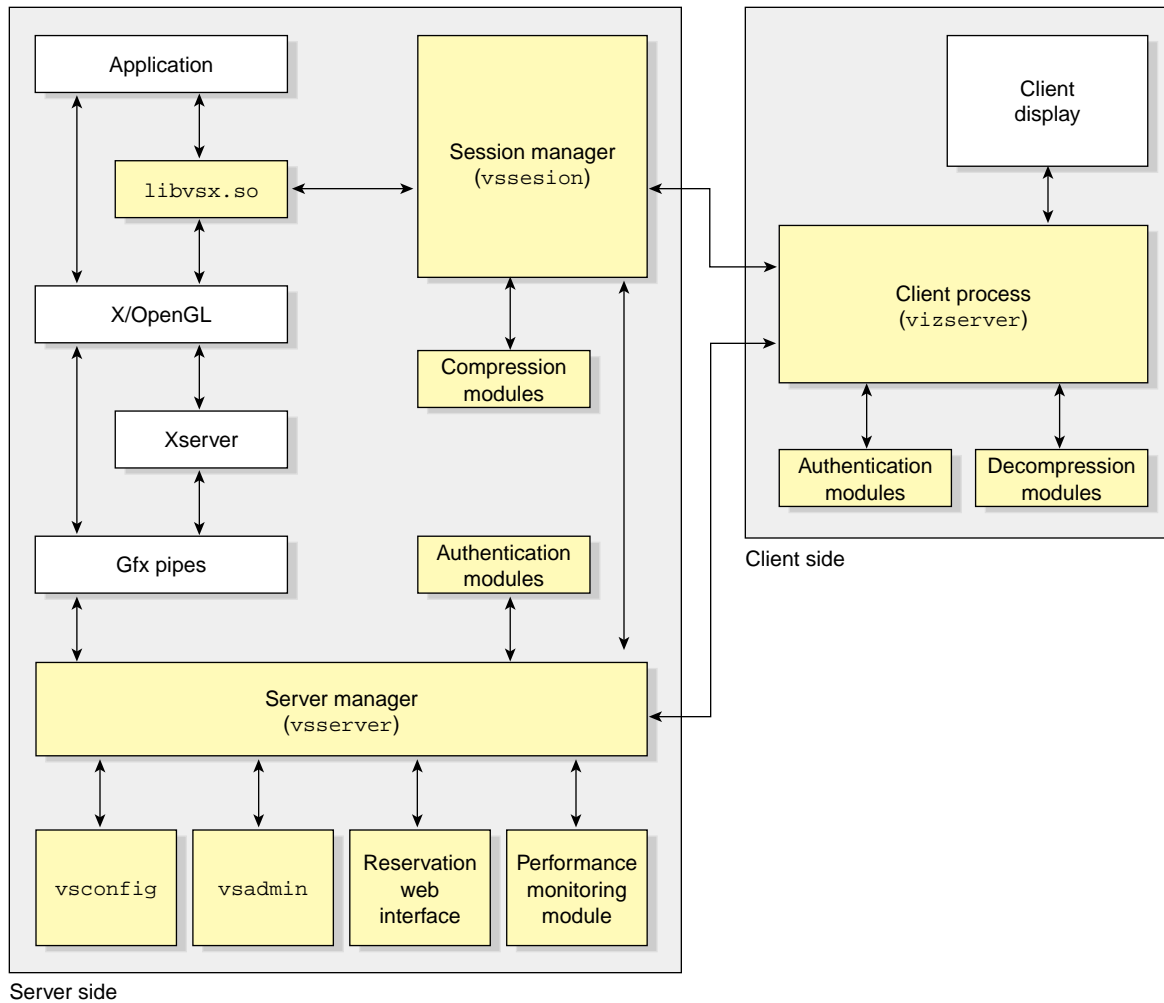 Application
libvsx.so
X/OpenGL
Xserver
Gfx pipes
Session manager
(vssesion)
Compression
modules
Authentication
modules
Server manager
(vsserver)
vsconfig
vsadmin
Reservation
web
interface
Performance
monitoring
module
Server side
Client
display
Client process
(vizserver)
Authentication
modules
Decompression
modules
Client side